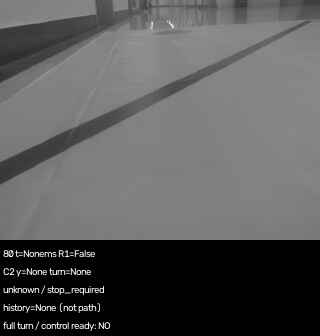 80 t=Nonems R1=False
C2 y=None turn=None
unknown / stop_required
history=None (not path)
full turn / control ready: NO